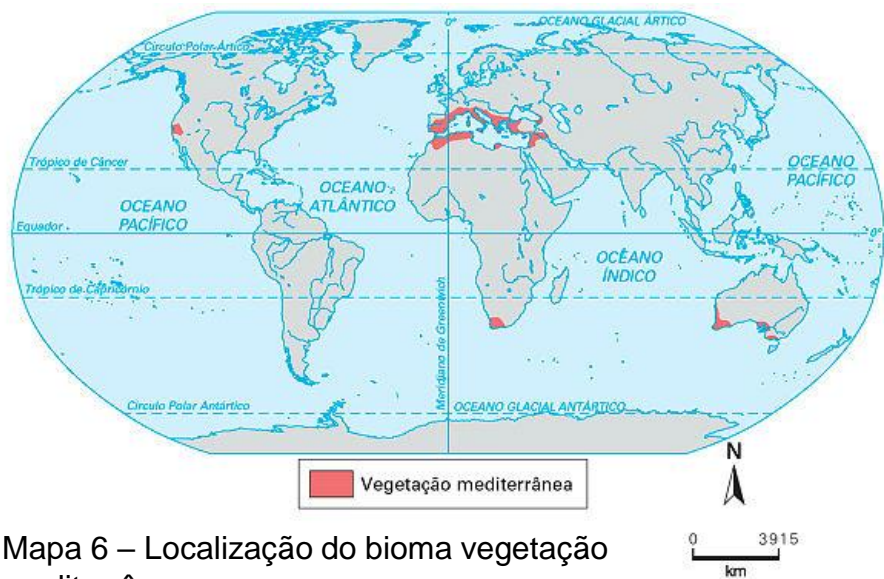 OCEANO GLACIAL ÁRTICO
0°
Círculo Polar Ártico
Trópico de Câncer
OCEANO
PACÍFICO
OCEANO
ATLÂNTICO
OCEANO
PACÍFICO
Equador
0°
OCEANO
ÍNDICO
Trópico de Capricórnio
Meridiano de Greenwich
Círculo Polar Antártico
OCEANO GLACIAL ANTÁRTICO
N
Vegetação mediterrânea
0 3915
km
Mapa 6 – Localização do bioma vegetação